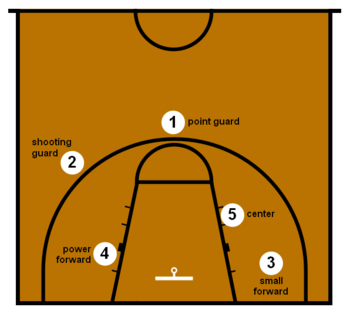 1 point guard
shooting
guard
2
5 center
power
forward
4
3
small
forward